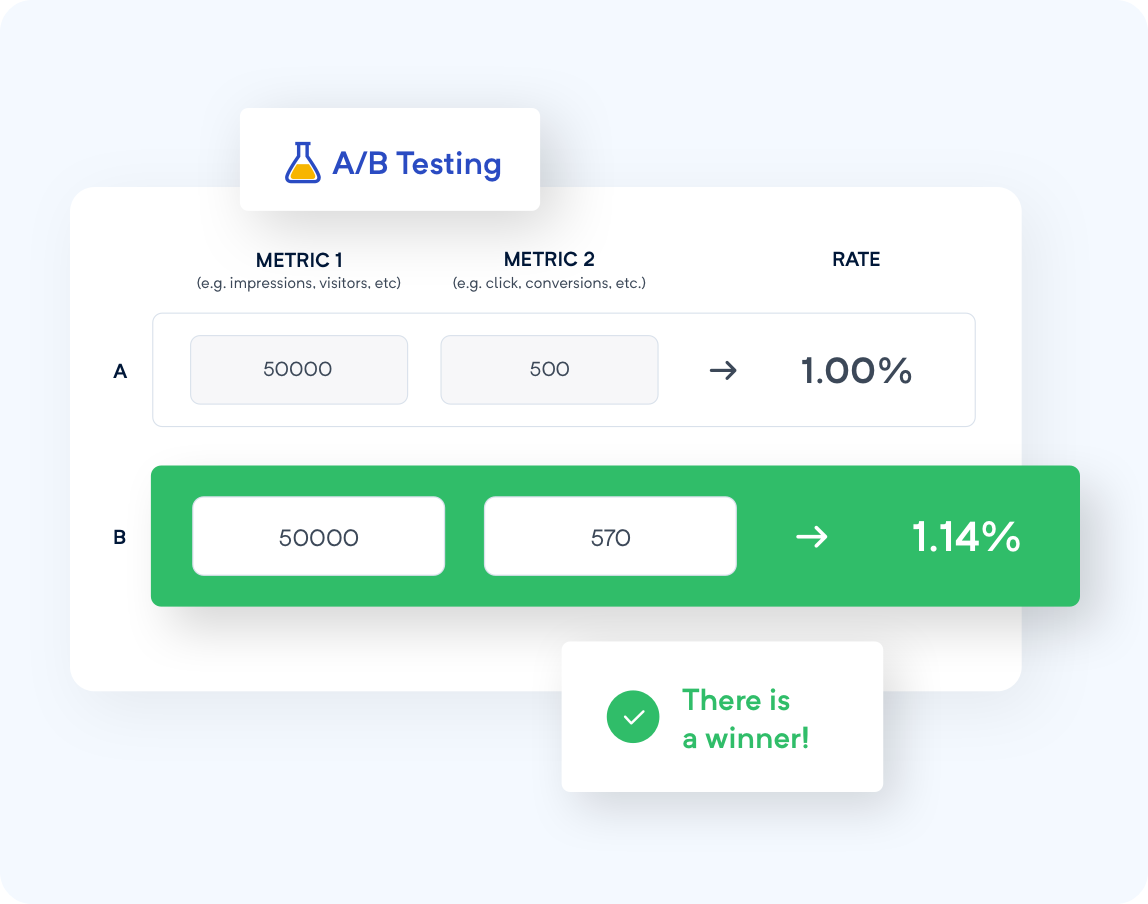 A/B Testing
METRIC 1
(e.g. impressions, visitors, etc)
METRIC 2
(e.g. click, conversions, etc.)
RATE
A
50000
500
→
1.00%
B
50000
570
→
1.14%
There is
a winner!